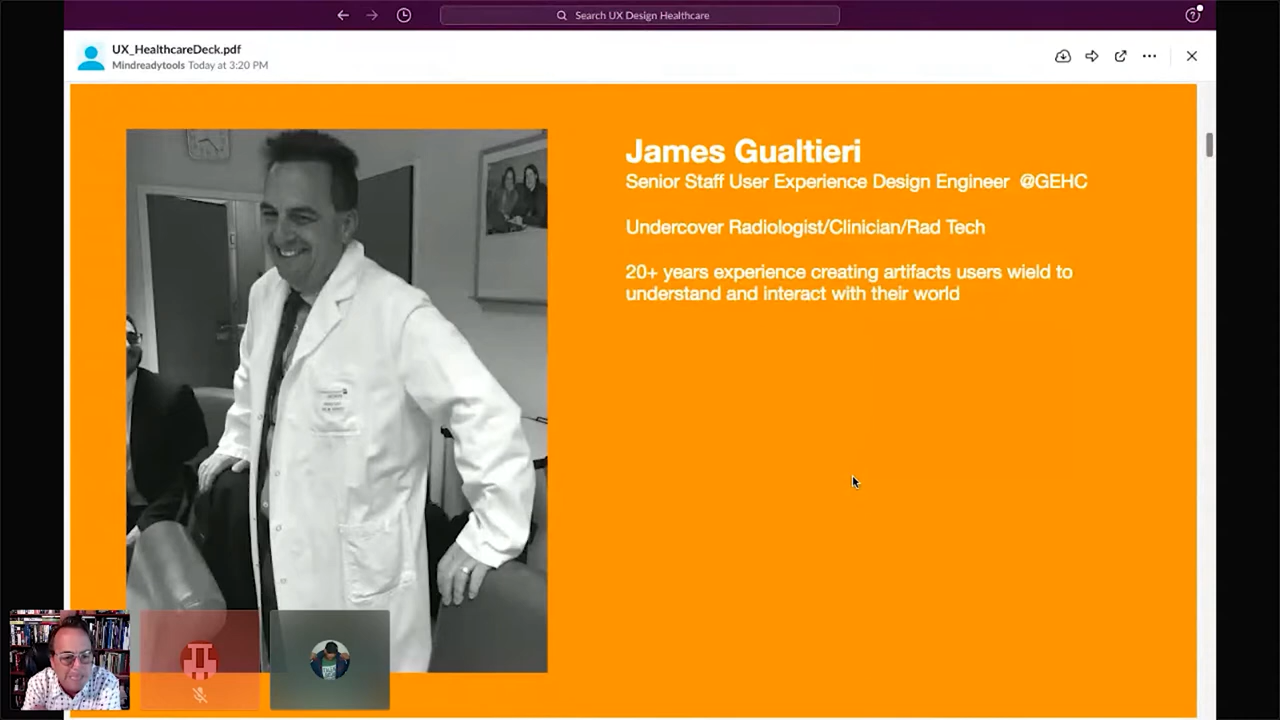 Search UX Design Healthcare
UX_HealthcareDeck.pdf
Mindreadytools Today at 3:20 PM
James Gualtieri
Senior Staff User Experience Design Engineer @GEHC
Undercover Radiologist/Clinician/Rad Tech
20+ years experience creating artifacts users wield to
understand and interact with their world